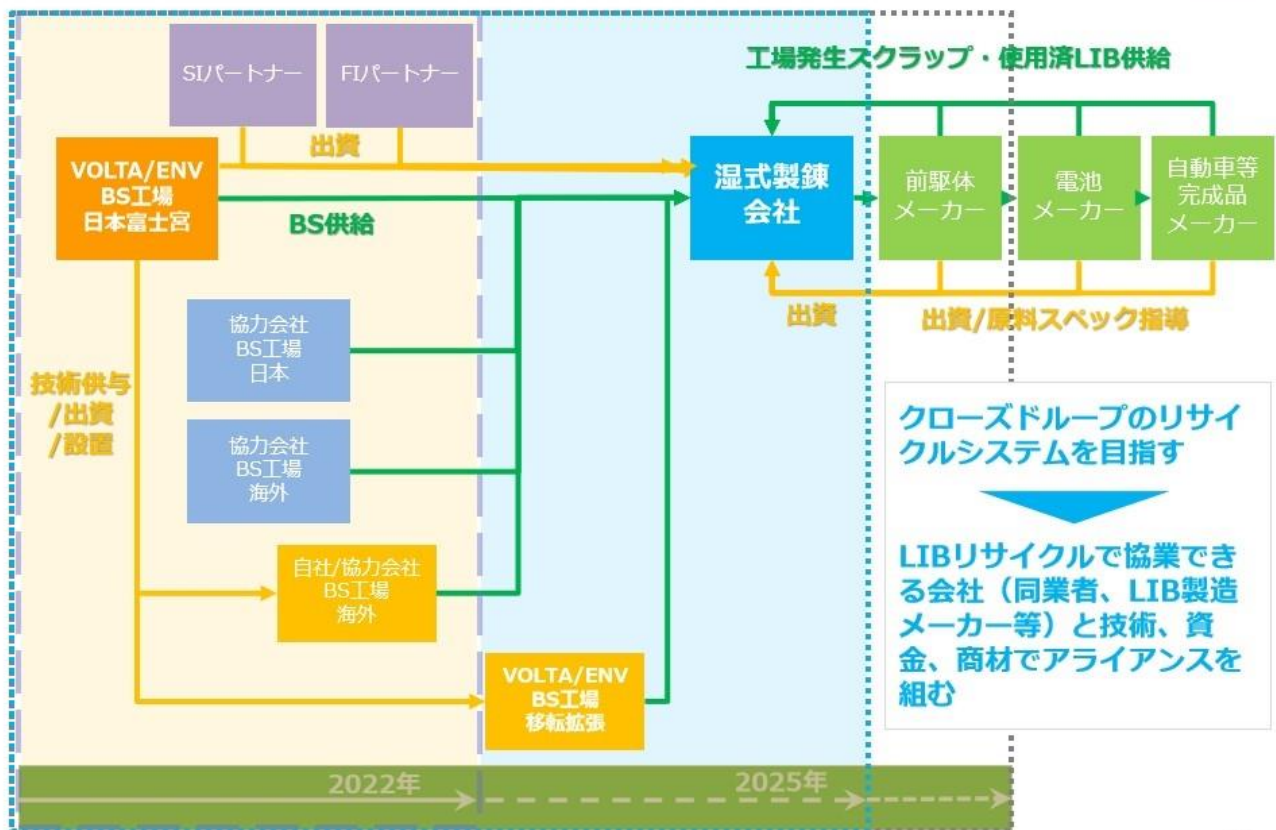 SIパートナー
FIパートナー
工場発生スクラップ・使用済LIB供給
出資
VOLTA/ENV
BS工場
日本富士宮
湿式製錬
会社
前駆体
メーカー
電池
メーカー
自動車等
完成品
メーカー
BS供給
出資
出資/原料スペック指導
協力会社
BS工場
日本
技術供与
/出資
/設置
協力会社
BS工場
海外
自社/協力会社
BS工場
海外
VOLTA/ENV
BS工場
移転拡張
クローズドループのリサイ
クルシステムを目指す
LIBリサイクルで協業でき
る会社（同業者、LIB製造
メーカー等）と技術、資
金、商材でアライアンスを
組む
2022年
2025年